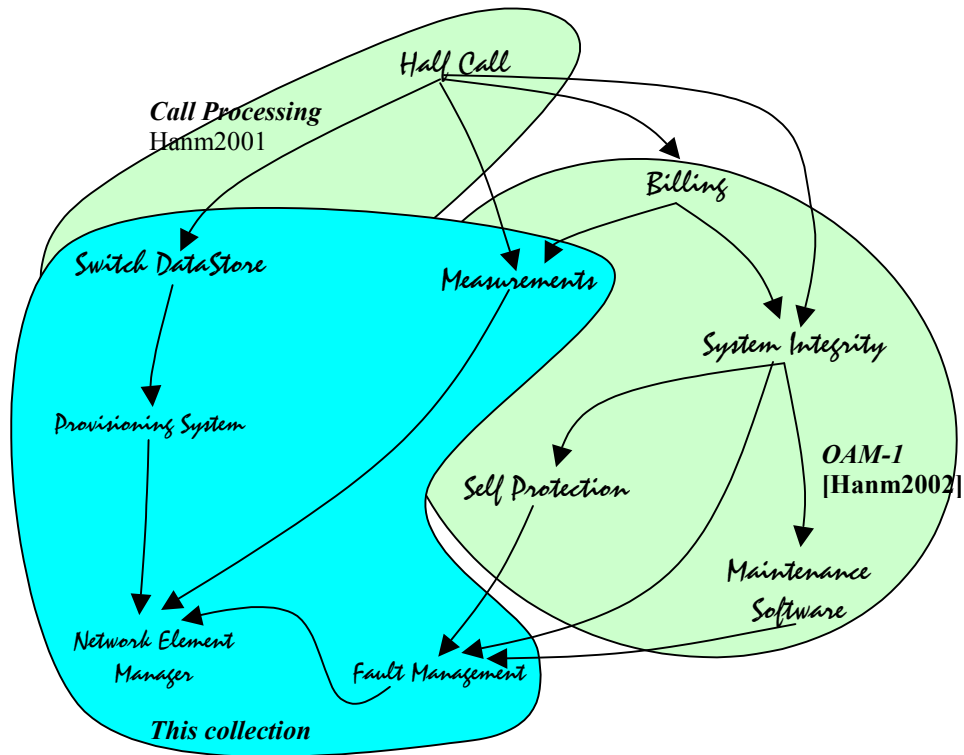 Half Call
Call Processing
Hanm2001
Billing
Switch DataStore
Measurements
System Integrity
Provisioning System
OAM-1
[Hanm2002]
Self Protection
Maintenance
Software
Network Element
Manager
Fault Management
This collection